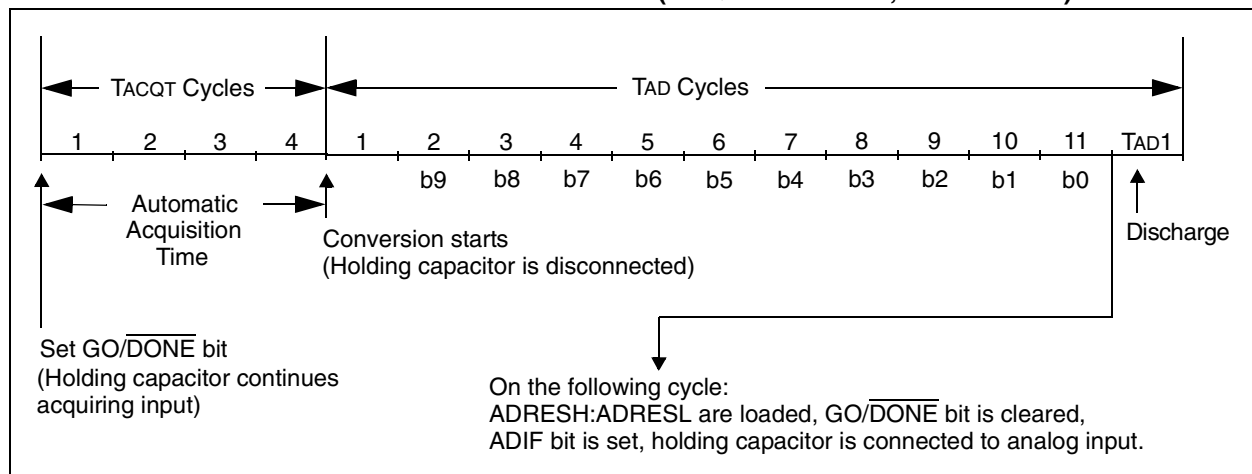 TACQT Cycles
TAD Cycles
1 2 3 4 1 2 3 4 5 6 7 8 9 10 11 TAD1
b9 b8 b7 b6 b5 b4 b3 b2 b1 b0
Automatic
Acquisition
Time
Conversion starts
(Holding capacitor is disconnected)
Discharge
Set GO/DONE bit
(Holding capacitor continues
acquiring input)
On the following cycle:
ADRESH:ADRESL are loaded, GO/DONE bit is cleared,
ADIF bit is set, holding capacitor is connected to analog input.